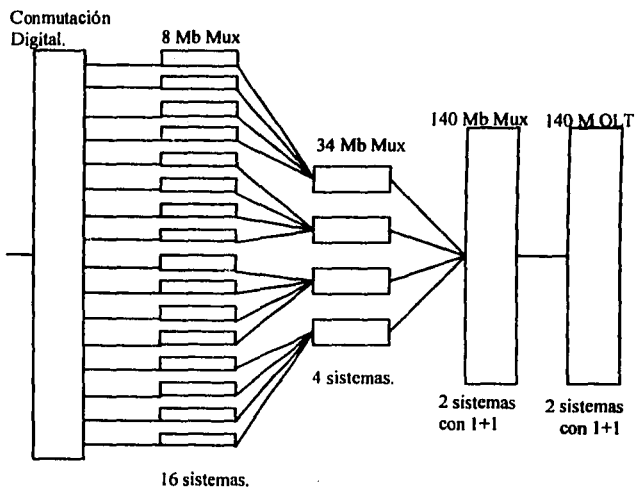 Conmutación
Digital.
8 Mb Mux
34 Mb Mux
140 Mb Mux
140 M OLT
4 sistemas.
2 sistemas
con 1+1
2 sistemas
con 1+1
16 sistemas.